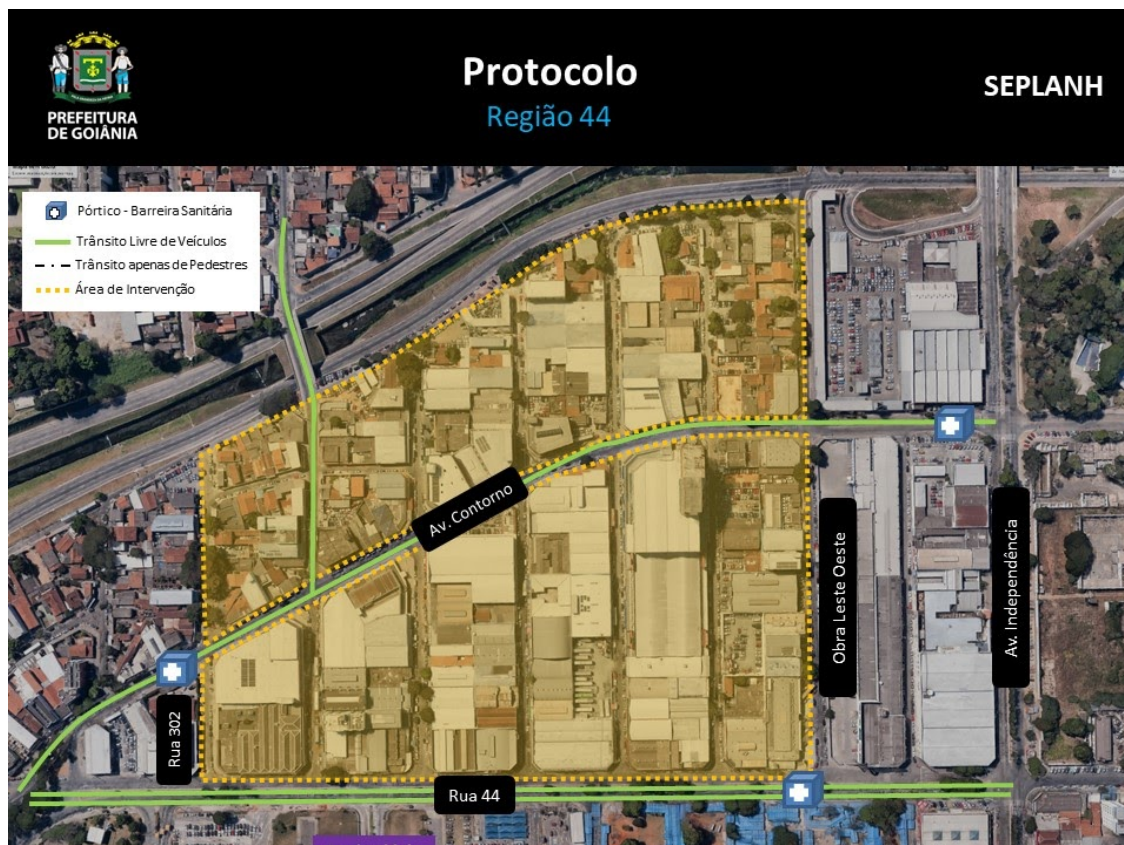 PREFEITURA
DE GOIÂNIA
Protocolo
Região 44
SEPLANH
Pórtico - Barreira Sanitária
Trânsito Livre de Veículos
Trânsito apenas de Pedestres
Área de Intervenção
Av. Contorno
Obra Leste Oeste
Av. Independência
Rua 302
Rua 44